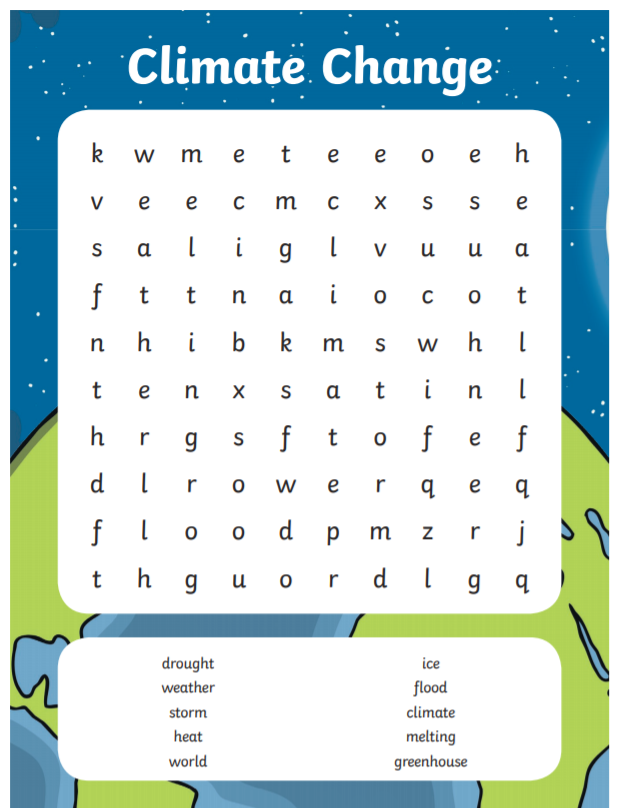 Climate Change
k w m e t e e o e h
v e e c m c x s s e
s a l i g l v u u a
f t t n a i o c o t
n h i b k m s w h l
t e n x s a t i n l
h r g s f t o f e f
d l r o w e r q e q
f l o o d p m z r j
t h g u o r d l g q
drought ice
weather flood
storm climate
heat melting
world greenhouse